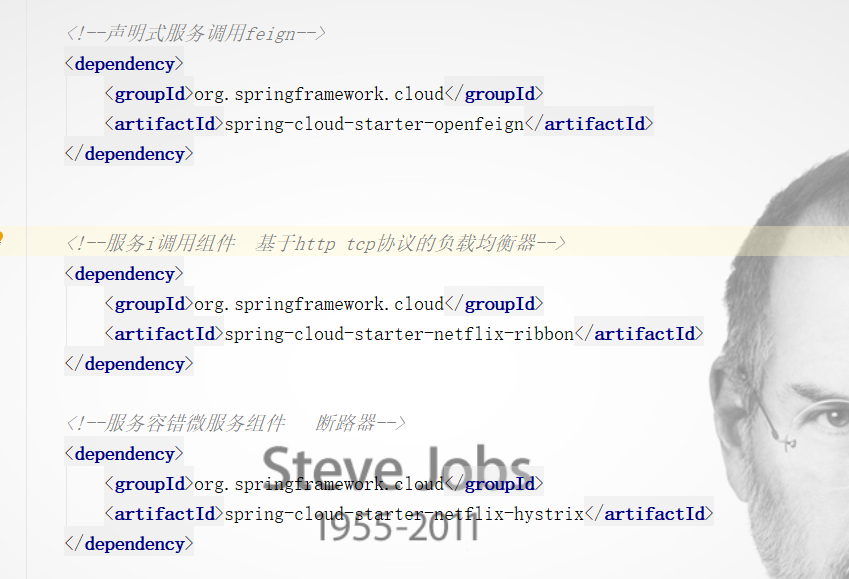 <!--声明式服务调用feign-->
<dependency>
<groupId>org.springframework.cloud</groupId>
<artifactId>spring-cloud-starter-openfeign</artifactId>
</dependency>
<!--服务i调用组件  基于http tcp协议的负载均衡器-->
<dependency>
<groupId>org.springframework.cloud</groupId>
<artifactId>spring-cloud-starter-netflix-ribbon</artifactId>
</dependency>
<!--服务容错微服务组件   断路器-->
<dependency>
Steve Jobs
<groupId>org.springframework.cloud</groupId>
<artifactId>spring-cloud-starter-netflix-hystrix</artifactId>
1955-2011
</dependency>